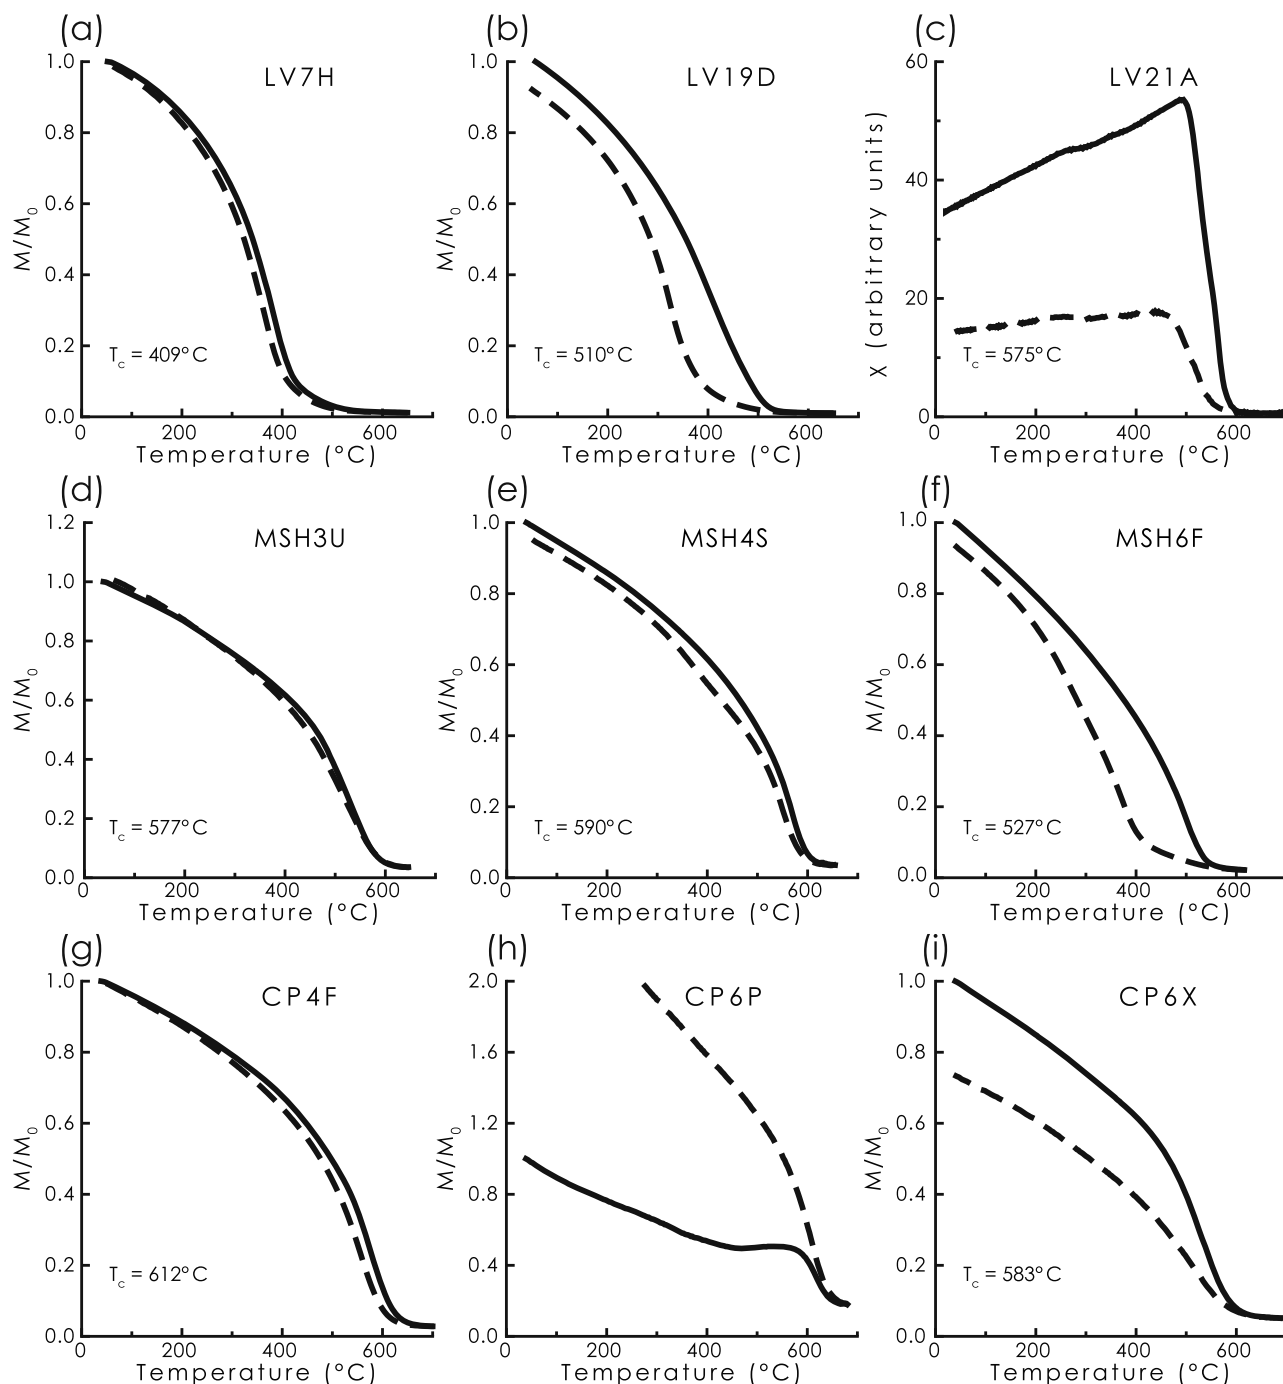 (a)
LV7H
1.0
0.8
0.6
0.4
0.2
0.0
M/M0
Tc = 409°C
0 200 400 600
Temperature (°C)
(b)
LV19D
1.0
0.8
0.6
0.4
0.2
0.0
M/M0
Tc = 510°C
0 200 400 600
Temperature (°C)
(c)
LV21A
60
40
20
0
X (arbitrary units)
Tc = 575°C
0 200 400 600
Temperature (°C)
(d)
MSH3U
1.2
1.0
0.8
0.6
0.4
0.2
0.0
M/M0
Tc = 577°C
0 200 400 600
Temperature (°C)
(e)
MSH4S
1.0
0.8
0.6
0.4
0.2
0.0
M/M0
Tc = 590°C
0 200 400 600
Temperature (°C)
(f)
MSH6F
1.0
0.8
0.6
0.4
0.2
0.0
M/M0
Tc = 527°C
0 200 400 600
Temperature (°C)
(g)
CP4F
1.0
0.8
0.6
0.4
0.2
0.0
M/M0
Tc = 612°C
0 200 400 600
Temperature (°C)
(h)
CP6P
2.0
1.6
1.2
0.8
0.4
0.0
M/M0
0 200 400 600
Temperature (°C)
(i)
CP6X
1.0
0.8
0.6
0.4
0.2
0.0
M/M0
Tc = 583°C
0 200 400 600
Temperature (°C)